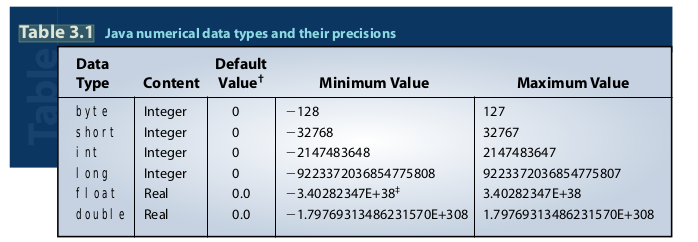 Table 3.1 Java numerical data types and their precisions
Table
Data Type Content Default Value† Minimum Value Maximum Value
byte Integer 0 −128 127
short Integer 0 −32768 32767
int Integer 0 −2147483648 2147483647
long Integer 0 −9223372036854775808 9223372036854775807
float Real 0.0 −3.40282347E+38‡ 3.40282347E+38
double Real 0.0 −1.79769313486231570E+308 1.79769313486231570E+308